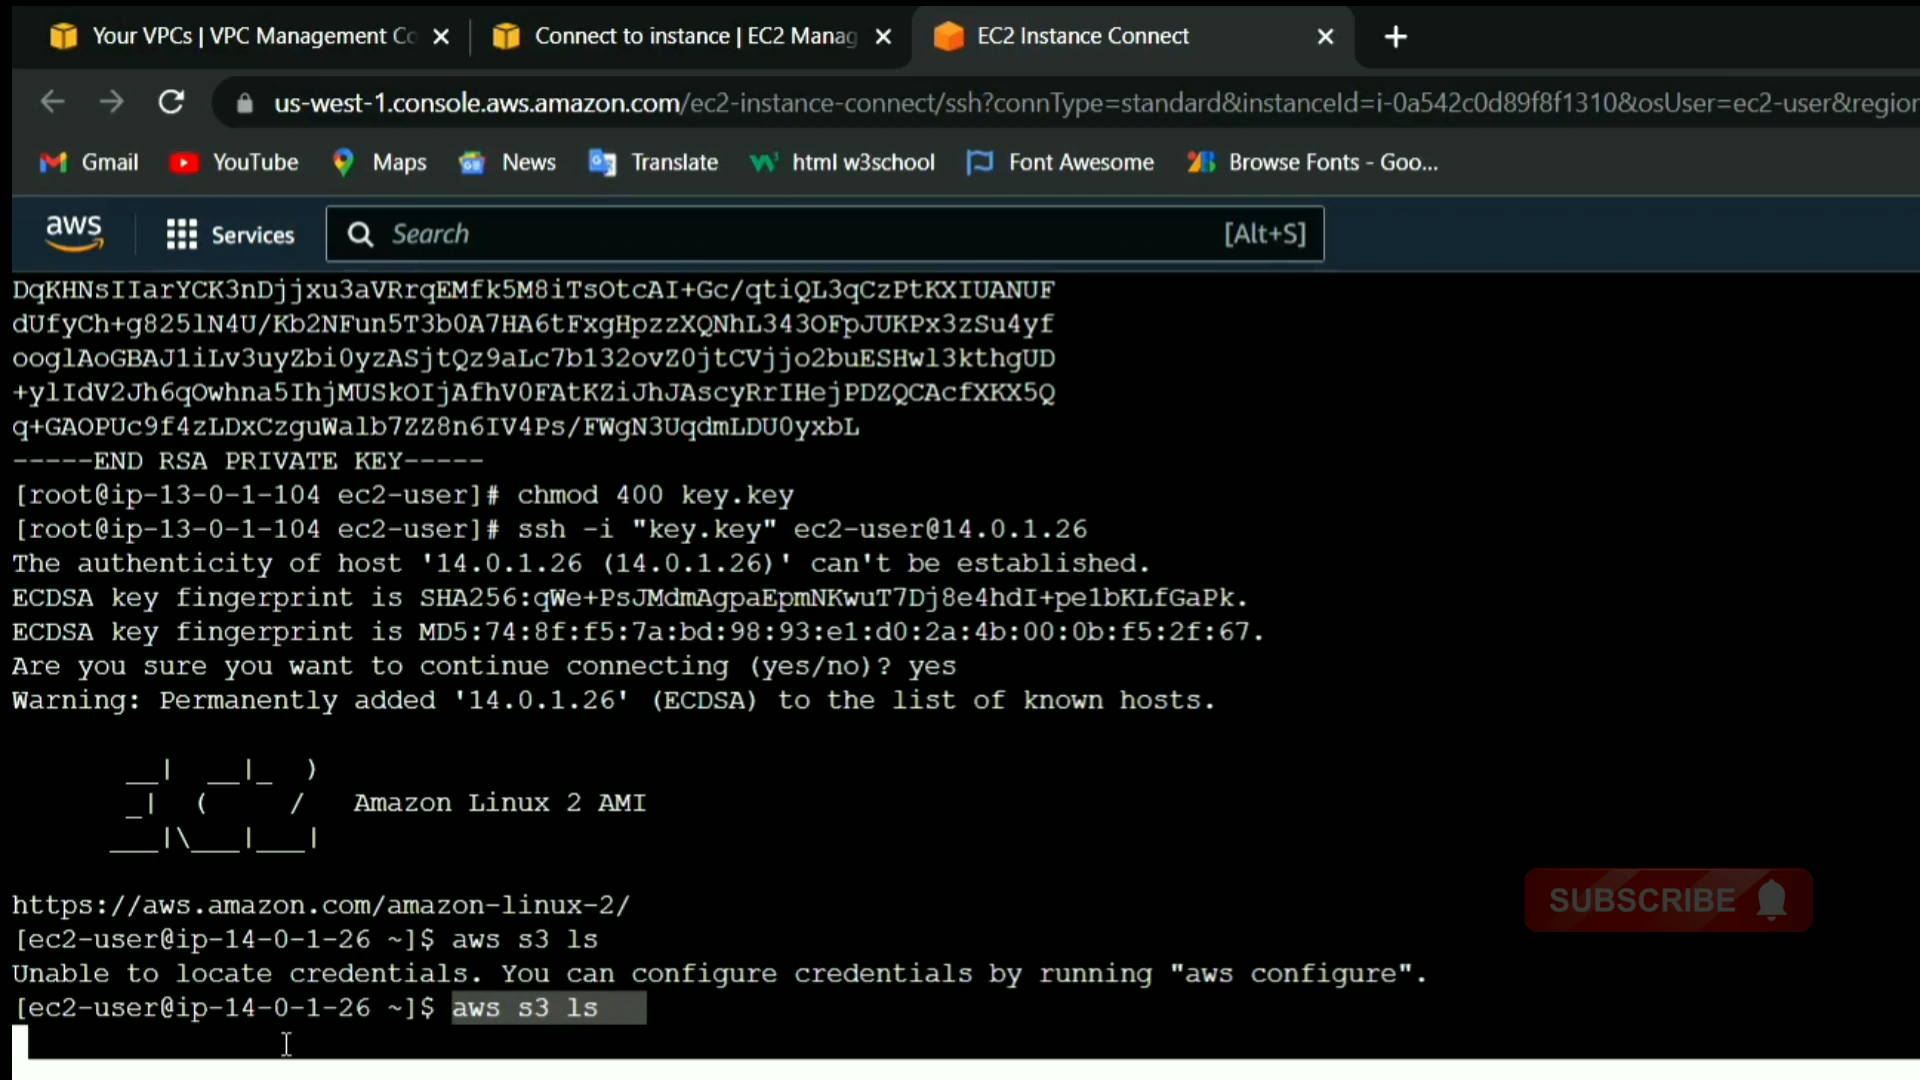 Your VPCs | VPC Management Co
Connect to instance | EC2 Manag
EC2 Instance Connect
us-west-1.console.aws.amazon.com/ec2-instance-connect/ssh?connType=standard&instanceId=i-0a542c0d89f8f1310&osUser=ec2-user&region
Gmail YouTube Maps News Translate html w3school Font Awesome Browse Fonts - Goo...
aws Services Search [Alt+S]
DqKHNsIIarYCK3nDjjxu3aVRrqEMfk5M8iTsOtcAI+Gc/qtiQL3qCzPtKXIUANUF
dUfyCh+g825lN4U/Kb2NFun5T3b0A7HA6tFxgHpzzXQNhL343OFpJUKPx3zSu4yf
ooglAoGBAJ1iLv3uyZbi0yzASjtQz9aLc7b132ovZ0jtCVjjo2buESHwl3kthgUD
+ylIdV2Jh6qOwhna5IhjMUSkOIjAfhV0FAtKZiJhJAscyRrIHejPDZQCAcfXKX5Q
q+GAOPUc9f4zLDxCzguWalb7ZZ8n6IV4Ps/FWgN3UqdmLDU0yxbL
-----END RSA PRIVATE KEY-----
[root@ip-13-0-1-104 ec2-user]# chmod 400 key.key
[root@ip-13-0-1-104 ec2-user]# ssh -i "key.key" ec2-user@14.0.1.26
The authenticity of host '14.0.1.26 (14.0.1.26)' can't be established.
ECDSA key fingerprint is SHA256:qWe+PsJMdmAgpaEpmNKwuT7Dj8e4hdI+pe1bKLfGaPk.
ECDSA key fingerprint is MD5:74:8f:f5:7a:bd:98:93:e1:d0:2a:4b:00:0b:f5:2f:67.
Are you sure you want to continue connecting (yes/no)? yes
Warning: Permanently added '14.0.1.26' (ECDSA) to the list of known hosts.
__|  __|_  )
_|  (     /   Amazon Linux 2 AMI
___|\___|___|
https://aws.amazon.com/amazon-linux-2/
[ec2-user@ip-14-0-1-26 ~]$ aws s3 ls
Unable to locate credentials. You can configure credentials by running "aws configure".
[ec2-user@ip-14-0-1-26 ~]$ aws s3 ls
SUBSCRIBE